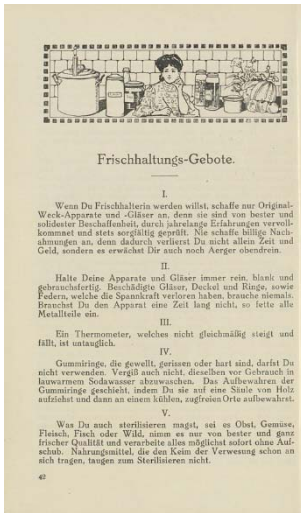 Frischhaltungs-Gebote.
I.
Wenn Du Frischhalterin werden willst, schaffe nur Original-
Weck-Apparate und -Gläser an, denn sie sind von bester und
solidester Beschaffenheit, durch jahrelange Erfahrungen vervoll-
kommnet und stets sorgfältig geprüft. Nie schaffe billige Nach-
ahmungen an, denn dadurch verlierst Du nicht allein Zeit und
Geld, sondern es erwächst Dir auch noch Aerger obendrein.
II.
Halte Deine Apparate und Gläser immer rein, blank und
gebrauchsfertig. Beschädigte Gläser, Deckel und Ringe, sowie
Federn, welche die Spannkraft verloren haben, brauche niemals.
Brauchst Du den Apparat eine Zeit lang nicht, so fette alle
Metallteile ein.
III.
Ein Thermometer, welches nicht gleichmäßig steigt und
fällt, ist untauglich.
IV.
Gummiringe, die gewellt, gerissen oder hart sind, darfst Du
nicht verwenden. Vergiß auch nicht, dieselben vor Gebrauch in
lauwarmem Sodawasser abzuwaschen. Das Aufbewahren der
Gummiringe geschieht, indem Du sie auf eine Säule von Holz
aufziehst und dann an einem kühlen, zugfreien Orte aufbewahrst.
V.
Was Du auch sterilisieren magst, sei es Obst, Gemüse,
Fleisch, Fisch oder Wild, nimm es nur von bester und ganz
frischer Qualität und verarbeite alles möglichst sofort ohne Auf-
schub. Nahrungsmittel, die den Keim der Verwesung schon an
sich tragen, taugen zum Sterilisieren nicht.
42